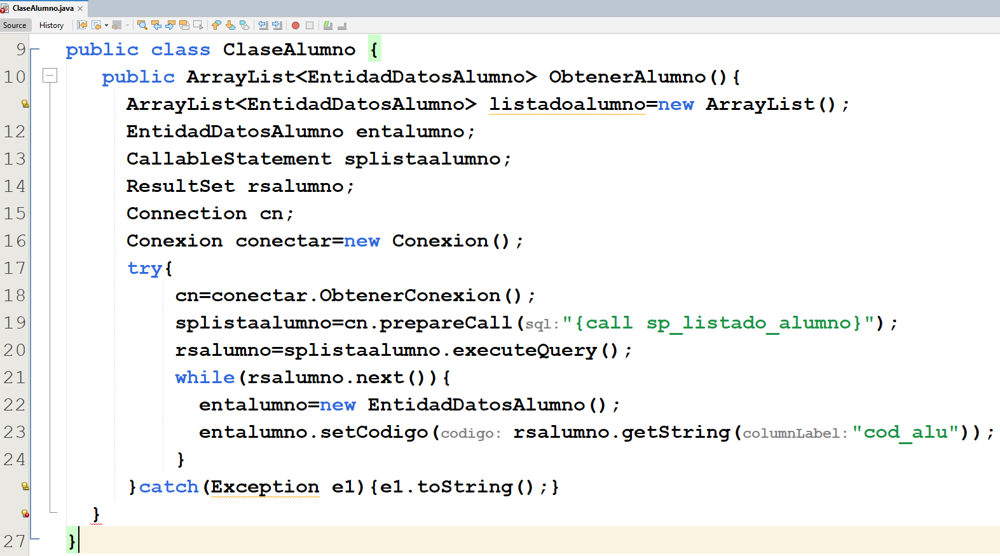 ClaseAlumno.java
Source History
9 public class ClaseAlumno {
10 public ArrayList<EntidadDatosAlumno> ObtenerAlumno(){
ArrayList<EntidadDatosAlumno> listadoalumno=new ArrayList();
12 EntidadDatosAlumno entalumno;
13 CallableStatement splistaalumno;
14 ResultSet rsalumno;
15 Connection cn;
16 Conexion conectar=new Conexion();
17 try{
18 cn=conectar.ObtenerConexion();
19 splistaalumno=cn.prepareCall(sql:"{call sp_listado_alumno}");
20 rsalumno=splistaalumno.executeQuery();
21 while(rsalumno.next()){
22 entalumno=new EntidadDatosAlumno();
23 entalumno.setCodigo(codigo: rsalumno.getString(columnLabel:"cod_alu"));
24 }
}catch(Exception e1){e1.toString();}
}
27 }